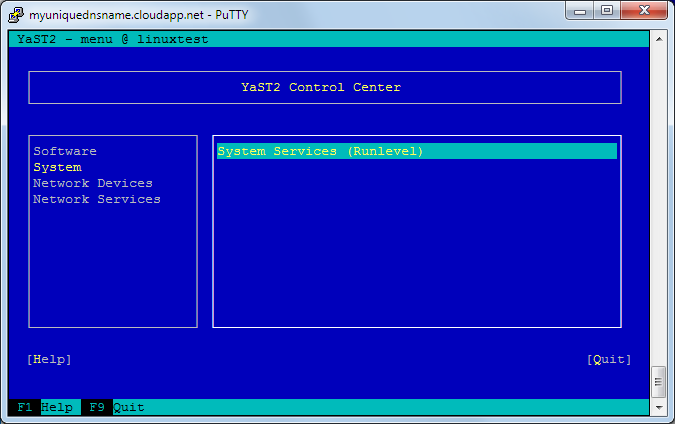 myuniquednsname.cloudapp.net - PuTTY
YaST2 - menu @ linuxtest
YaST2 Control Center
Software
System
Network Devices
Network Services
System Services (Runlevel)
[Help]
[Quit]
F1 Help F9 Quit